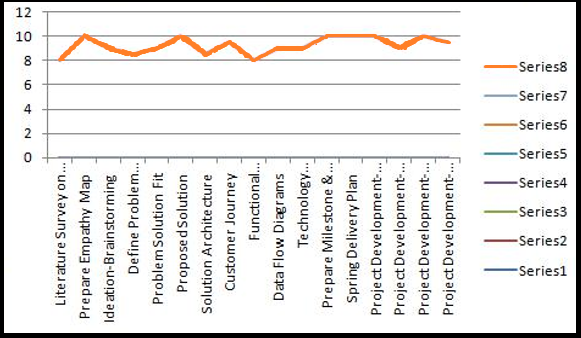 12
10
8
6
4
2
0
Literature Survey on...
Prepare Empathy Map
Ideation-Brainstorming
Define Problem...
Problem Solution Fit
Proposed Solution
Solution Architecture
Customer Journey
Functional...
Data Flow Diagrams
Technology...
Prepare Milestone &...
Spring Delivery Plan
Project Development-...
Project Development-...
Project Development-...
Project Development-...
Series8
Series7
Series6
Series5
Series4
Series3
Series2
Series1